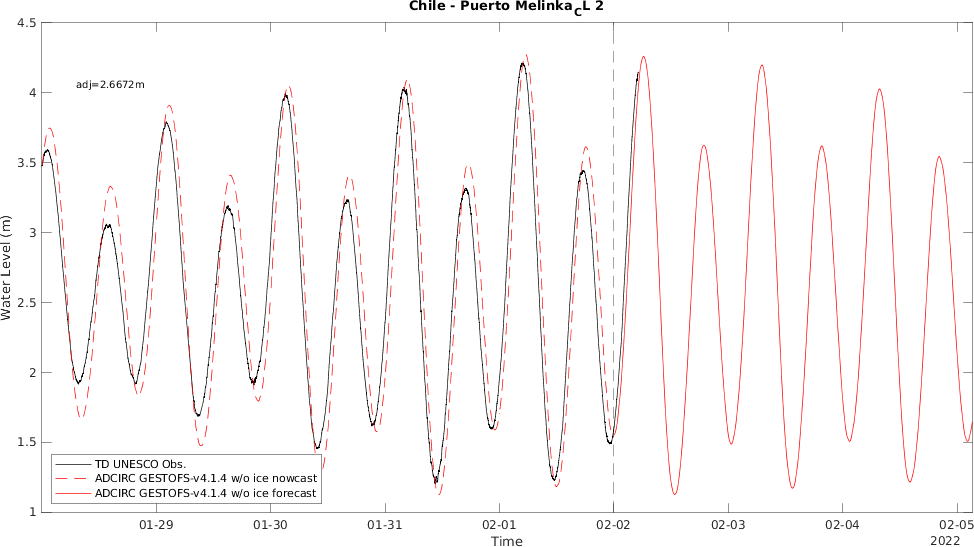 Chile - Puerto Melinka_CL 2
4.5
4
3.5
3
2.5
2
1.5
1
Water Level (m)
adj=2.6672m
TD UNESCO Obs.
ADCIRC GESTOFS-v4.1.4 w/o ice nowcast
ADCIRC GESTOFS-v4.1.4 w/o ice forecast
01-29 01-30 01-31 02-01 02-02 02-03 02-04 02-05
Time
2022